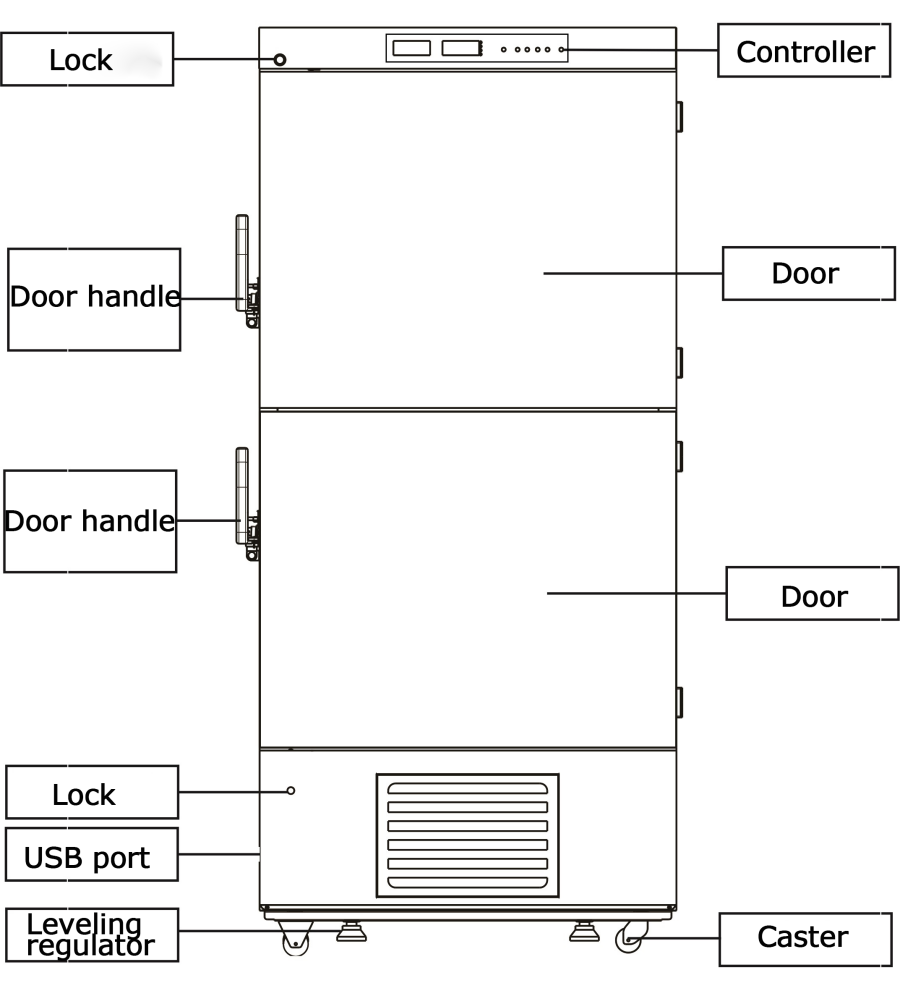 Lock
Controller
Door handle
Door
Door handle
Door
Lock
USB port
Leveling
regulator
Caster